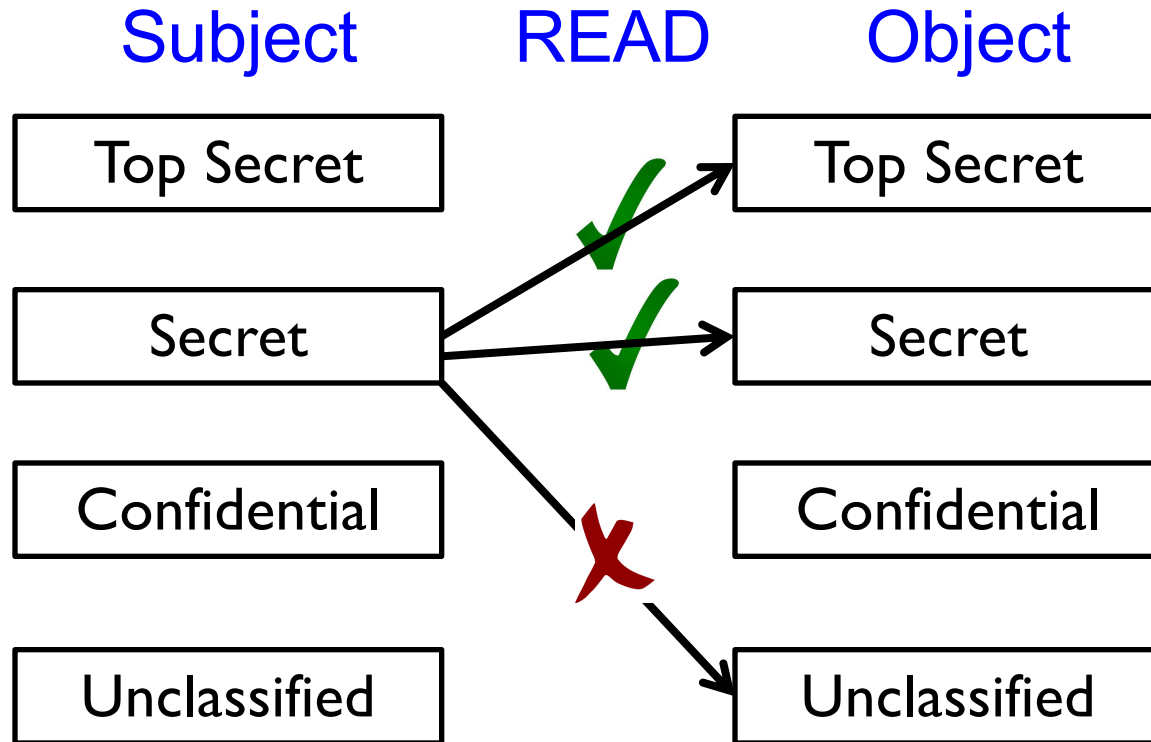 Subject READ Object
Top Secret Top Secret
Secret Secret
Confidential Confidential
Unclassified Unclassified